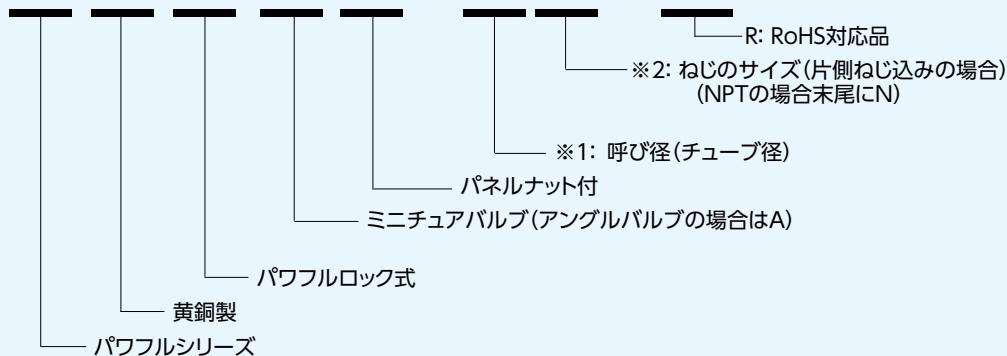 R: RoHS対応品
※2: ねじのサイズ(片側ねじ込みの場合)
(NPTの場合末尾にN)
※1: 呼び径(チューブ径)
パネルナット付
ミニチュアバルブ(アングルバルブの場合はA)
パワフルロック式
黄銅製
パワフルシリーズ